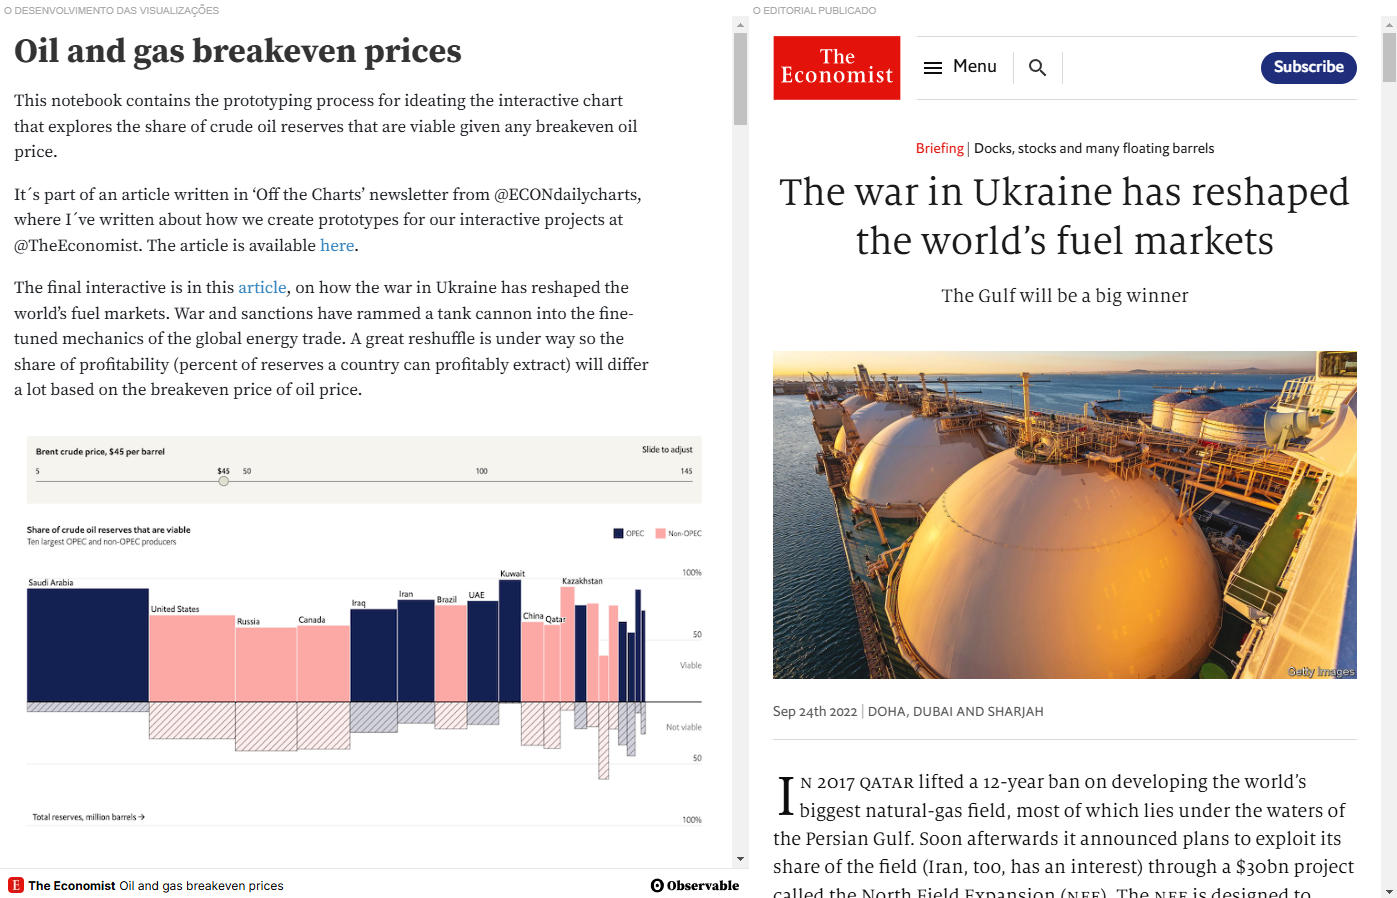 O DESENVOLVIMENTO DAS VISUALIZAÇÕES
Oil and gas breakeven prices
This notebook contains the prototyping process for ideating the interactive chart
that explores the share of crude oil reserves that are viable given any breakeven oil
price.
It´s part of an article written in ‘Off the Charts’ newsletter from @ECONdailycharts,
where I´ve written about how we create prototypes for our interactive projects at
@TheEconomist. The article is available here.
The final interactive is in this article, on how the war in Ukraine has reshaped the
world’s fuel markets. War and sanctions have rammed a tank cannon into the fine-
tuned mechanics of the global energy trade. A great reshuffle is under way so the
share of profitability (percent of reserves a country can profitably extract) will differ
a lot based on the breakeven price of oil price.
Brent crude price, $45 per barrel
Slide to adjust
5 $45 50 100 145
Share of crude oil reserves that are viable
Ten largest OPEC and non-OPEC producers
OPEC Non-OPEC
100%
Saudi Arabia
United States
Russia
Canada
Iraq
Iran
Brazil
UAE
Kuwait
China
Qatar
Kazakhstan
50
Viable
Not viable
50
Total reserves, million barrels →
100%
E The Economist Oil and gas breakeven prices
Observable
O EDITORIAL PUBLICADO
The
Economist
Menu
Subscribe
Briefing | Docks, stocks and many floating barrels
The war in Ukraine has reshaped
the world’s fuel markets
The Gulf will be a big winner
Getty Images
Sep 24th 2022 | DOHA, DUBAI AND SHARJAH
IN 2017 QATAR lifted a 12-year ban on developing the world’s
biggest natural-gas field, most of which lies under the waters of
the Persian Gulf. Soon afterwards it announced plans to exploit its
share of the field (Iran, too, has an interest) through a $30bn project
called the North Field Expansion (NFE). The NFE is designed to